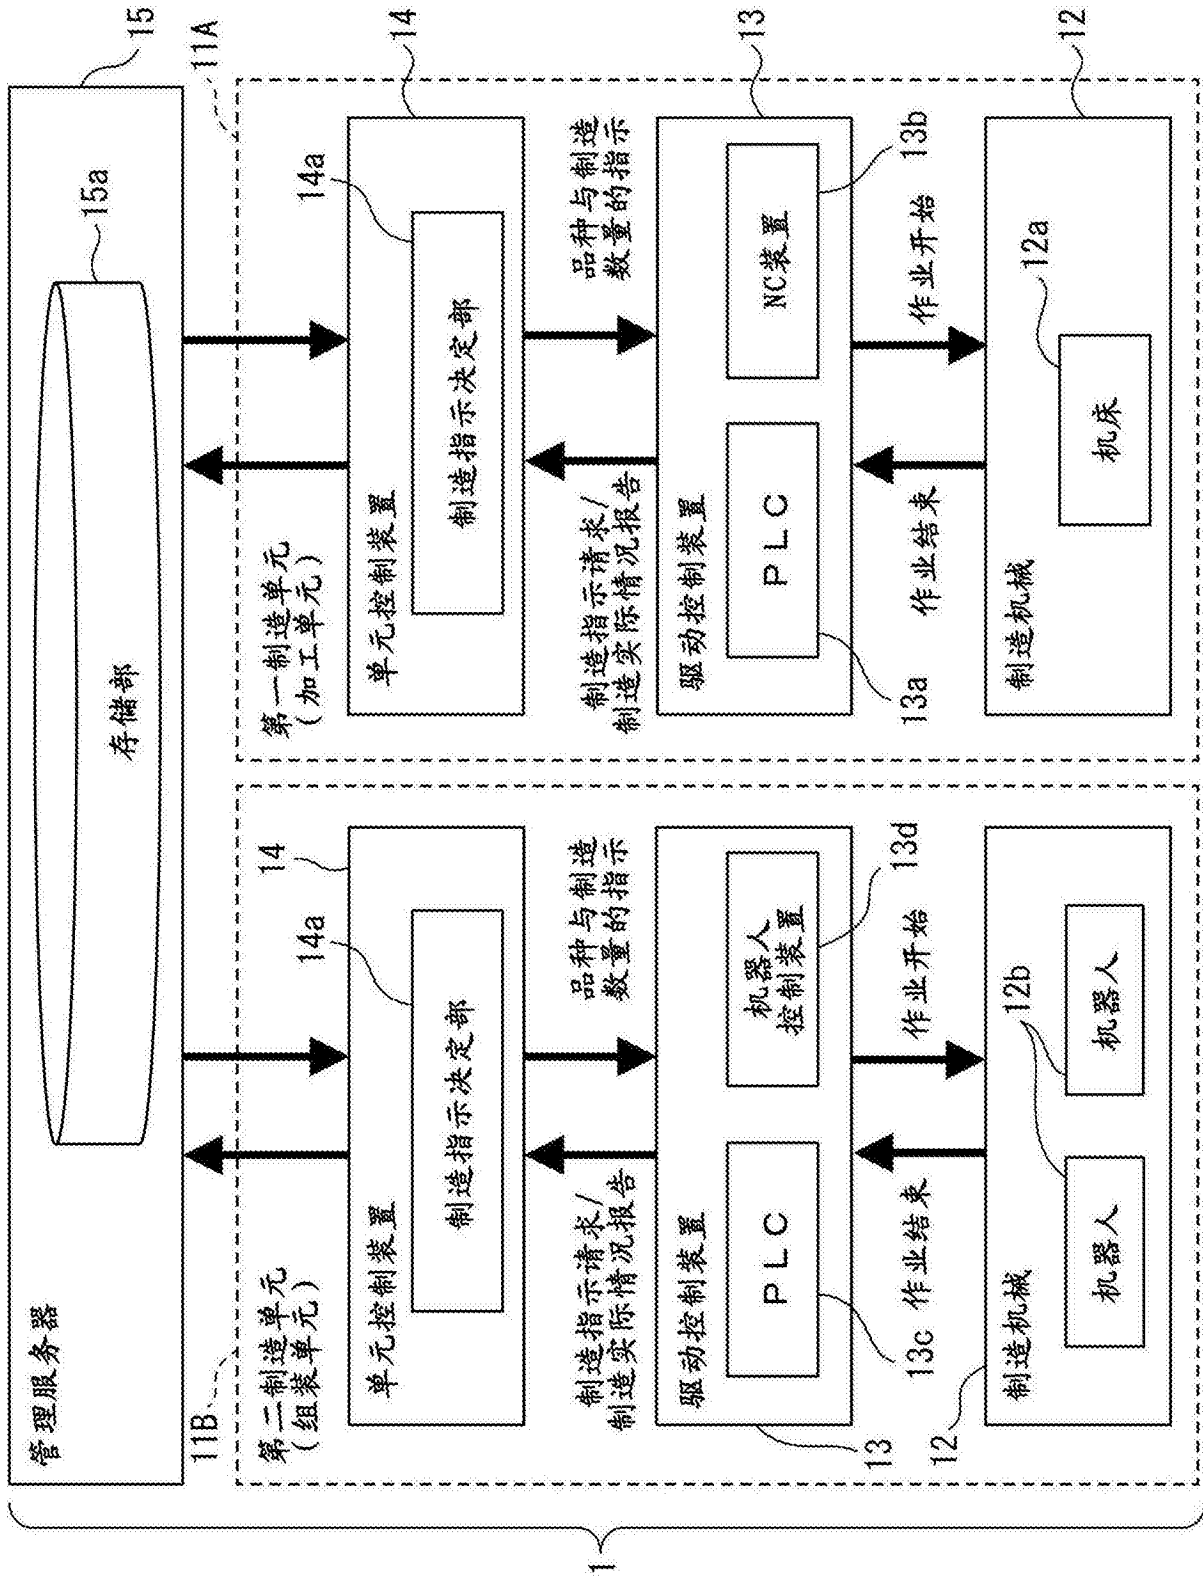 管理服务器
15
存储部
15a
11B
第二制造单元
(组装单元)
单元控制装置
14
制造指示决定部
14a
制造指示请求/
制造实际情况报告
品种与制造
数量的指示
驱动控制装置
13
PLC
13c
机器人
控制装置
13d
作业结束
作业开始
制造机械
12
机器人
机器人
12b
11A
第一制造单元
(加工单元)
单元控制装置
14
制造指示决定部
14a
制造指示请求/
制造实际情况报告
品种与制造
数量的指示
驱动控制装置
13
PLC
13a
NC装置
13b
作业结束
作业开始
制造机械
12
机床
12a
1